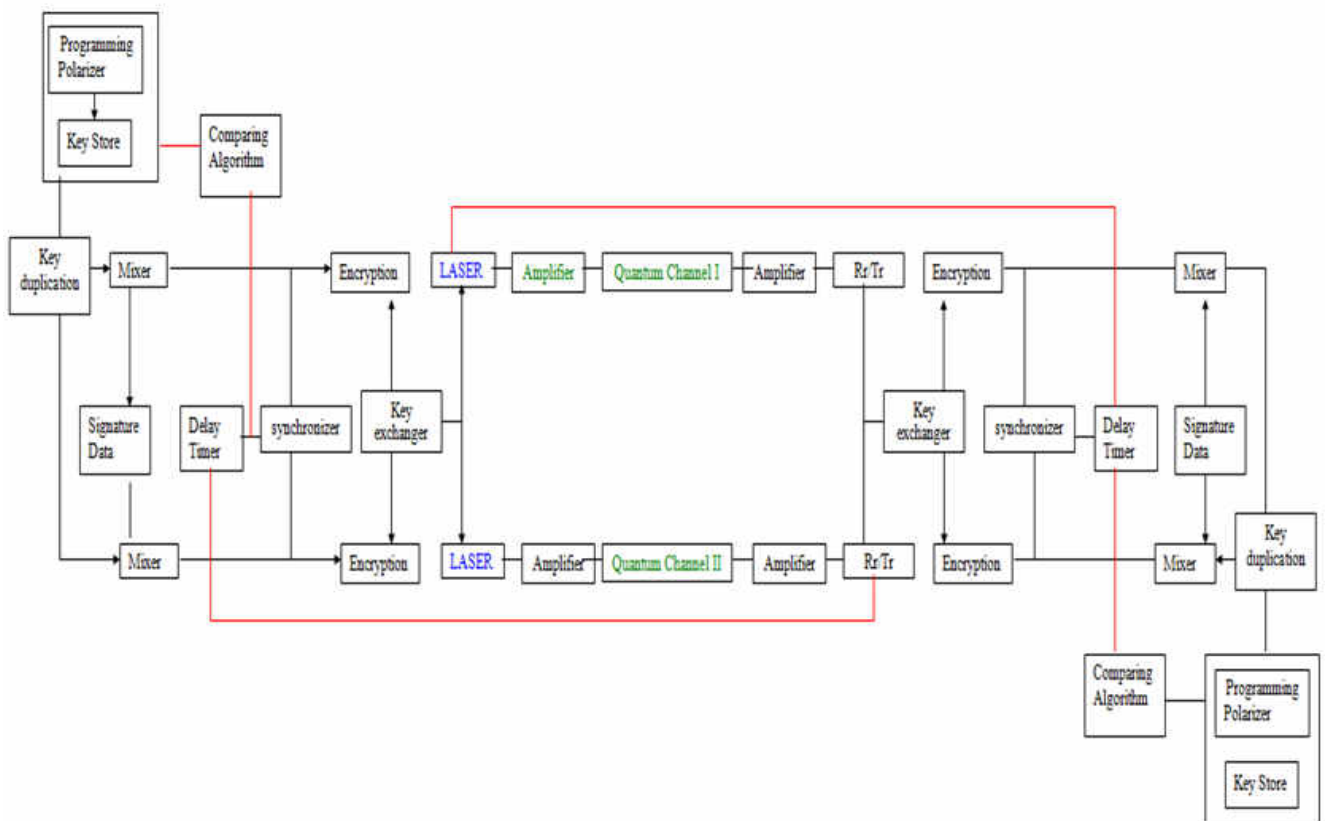 Programming
Polarizer
Key Store
Comparing
Algorithm
Key
duplication
Mixer
Encryption
LASER
Amplifier
Quantum Channel I
Amplifier
Rr/Tr
Encryption
Mixer
Signature
Data
Delay
Timer
synchronizer
Key
exchanger
Key
exchanger
synchronizer
Delay
Timer
Signature
Data
Mixer
Encryption
LASER
Amplifier
Quantum Channel II
Amplifier
Rr/Tr
Encryption
Mixer
Key
duplication
Comparing
Algorithm
Programming
Polarizer
Key Store